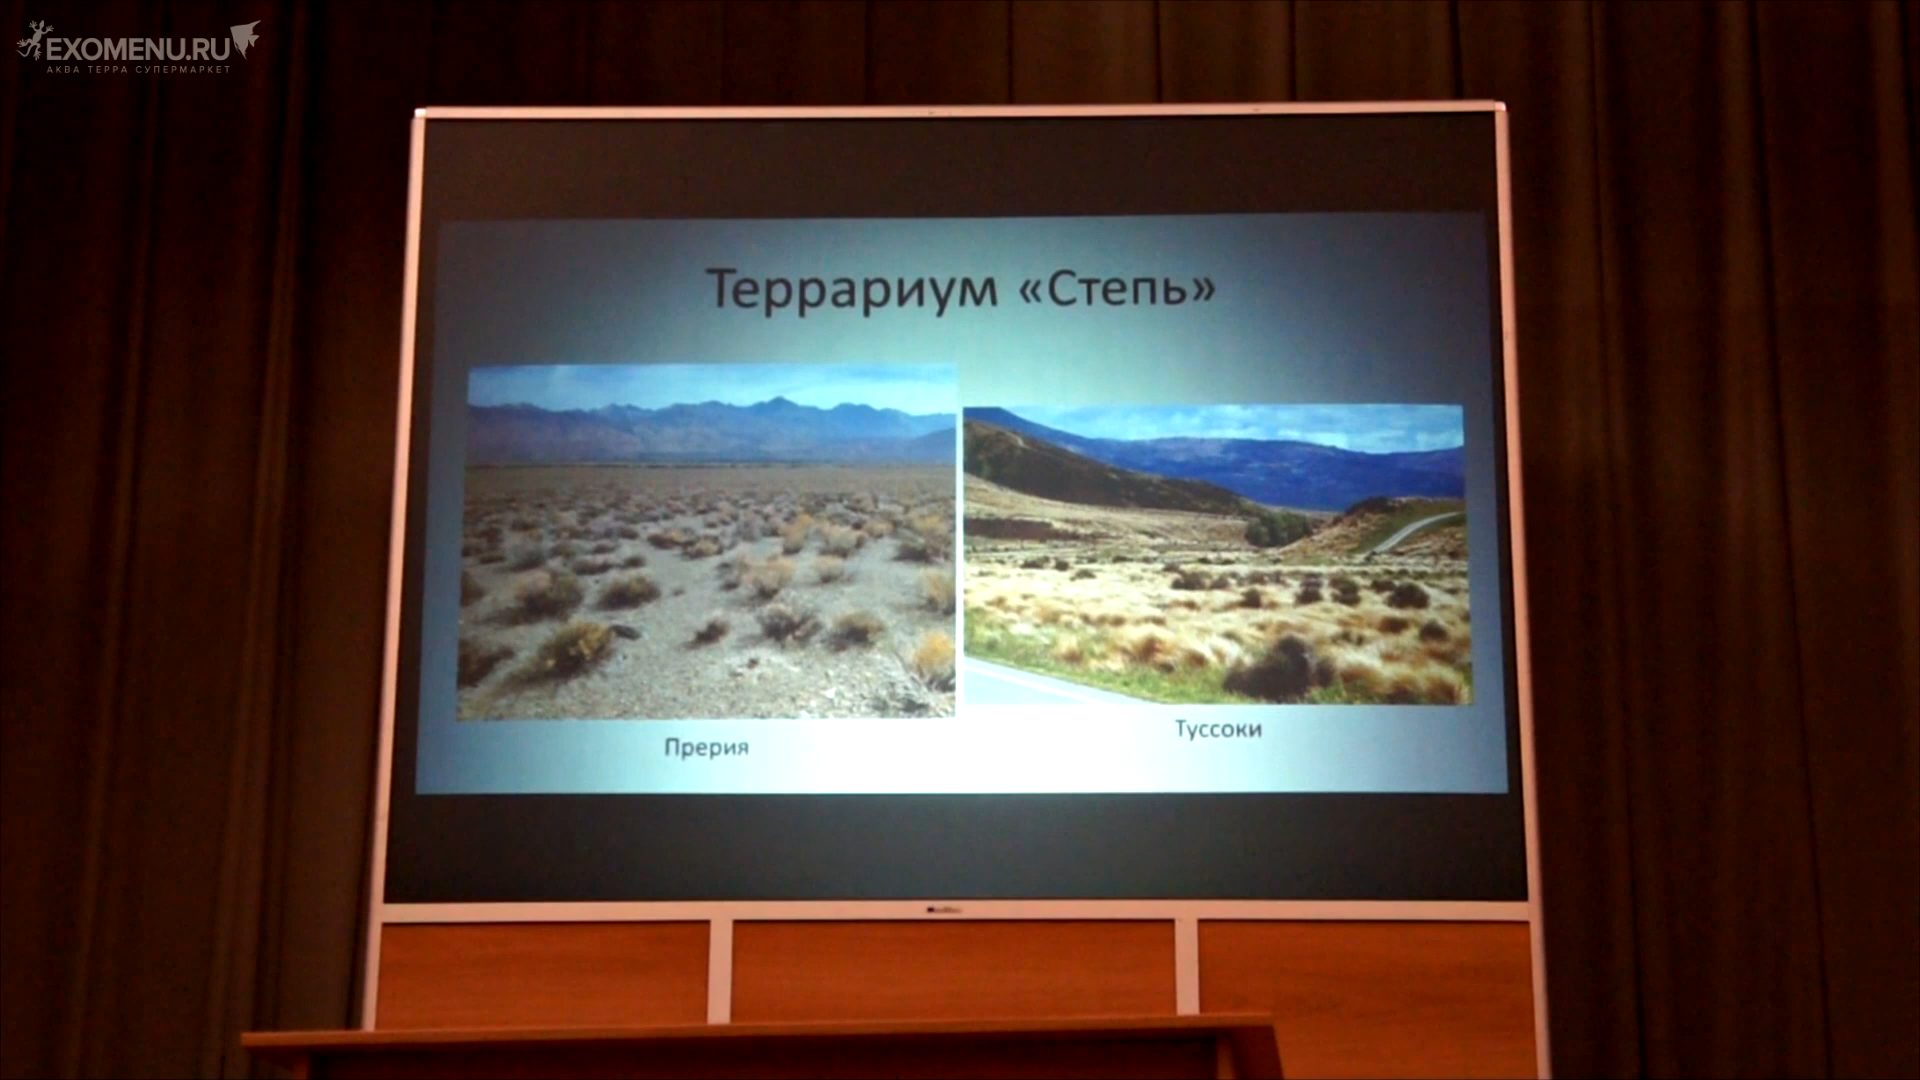 EXOMENU.RU
АКВА ТЕРРА СУПЕРМАРКЕТ
Террариум «Степь»
Прерия
Туссоки